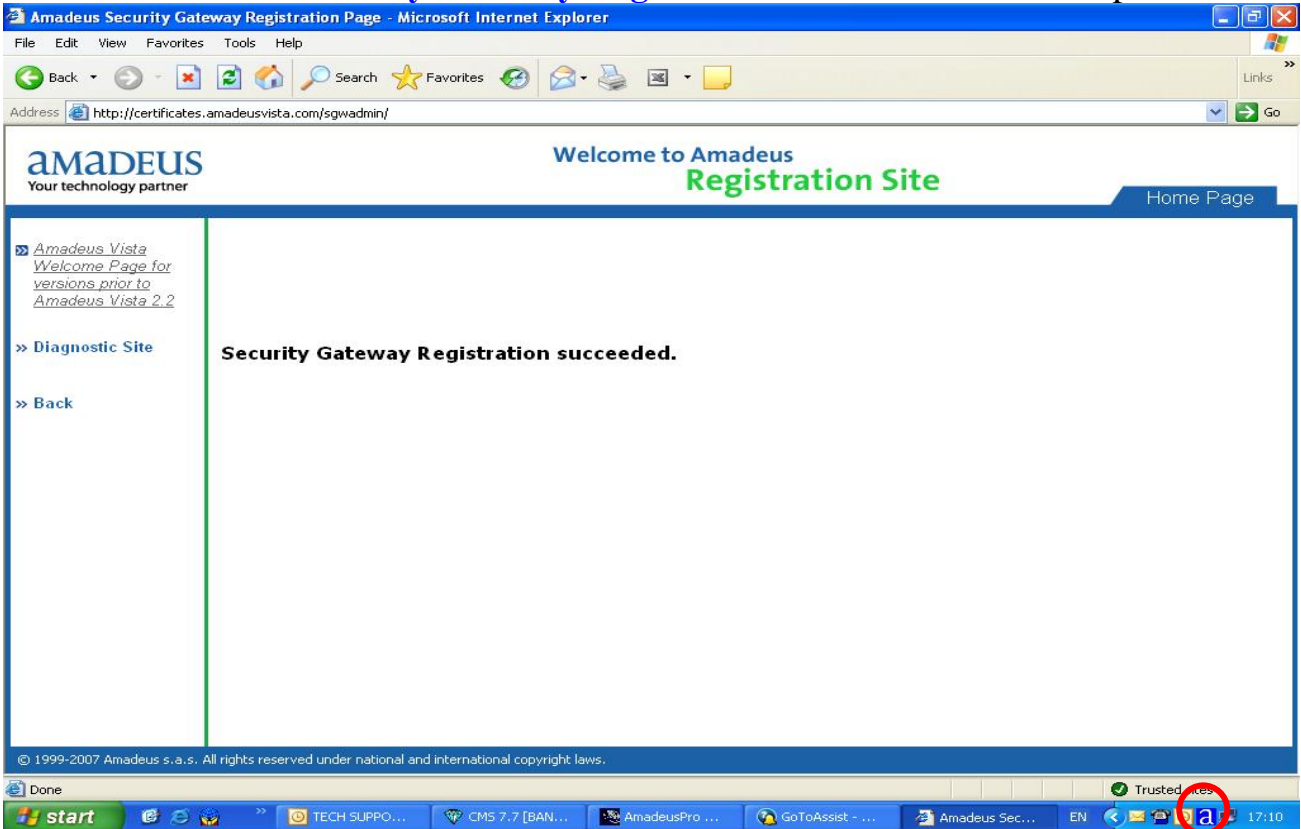 Amadeus Security Gateway Registration Page - Microsoft Internet Explorer
File Edit View Favorites Tools Help
Back Search Favorites Links
Address http://certificates.amadeusvista.com/sgwadmin/ Go
aMaDEUS
Your technology partner
Welcome to Amadeus
Registration Site
Home Page
Amadeus Vista
Welcome Page for
versions prior to
Amadeus Vista 2.2
» Diagnostic Site
Security Gateway Registration succeeded.
» Back
© 1999-2007 Amadeus s.a.s. All rights reserved under national and international copyright laws.
Done Trusted sites
start TECH SUPPO... CMS 7.7 [BAN... AmadeusPro ... GoToAssist - ... Amadeus Sec... EN a 17:10